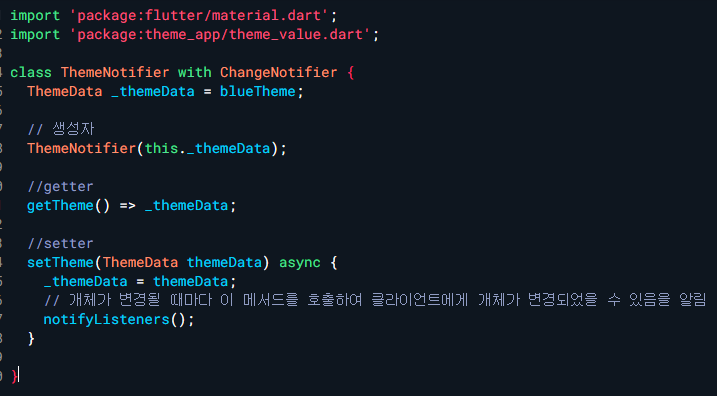 import 'package:flutter/material.dart';
import 'package:theme_app/theme_value.dart';
class ThemeNotifier with ChangeNotifier {
ThemeData _themeData = blueTheme;
// 생성자
ThemeNotifier(this._themeData);
//getter
getTheme() => _themeData;
//setter
setTheme(ThemeData themeData) async {
_themeData = themeData;
// 개체가 변경될 때마다 이 메서드를 호출하여 클라이언트에게 개체가 변경되었을 수 있음을 알림
notifyListeners();
}
}